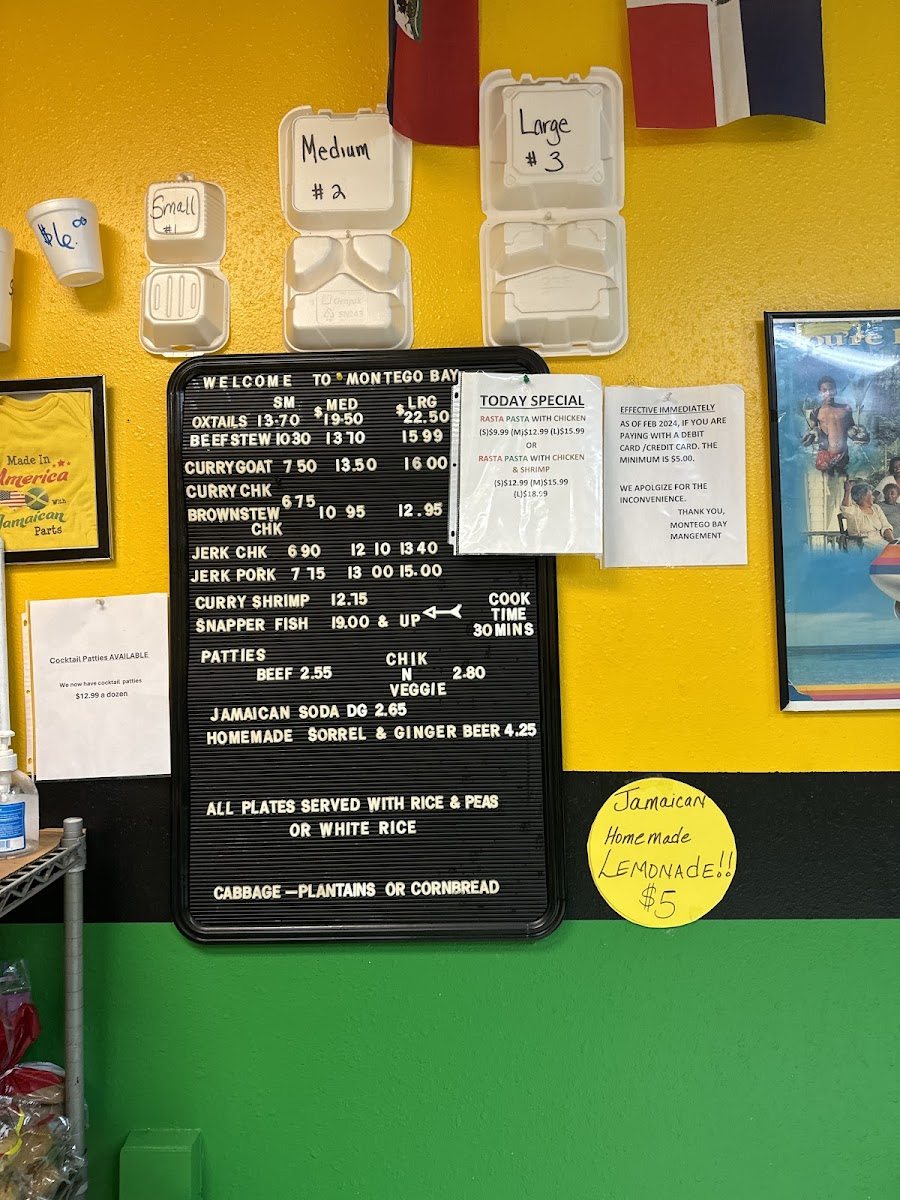 Medium
# 2
Large
# 3
Small
#1
$6.00
WELCOME TO MONTEGO BAY
SM $MED $LRG
OXTAILS 13.70 19.50 22.50
BEEF STEW 10 30 13 70 15 99
CURRY GOAT 7 50 13.50 16 00
CURRY CHK
6 75
BROWNSTEW 10 95 12.95
CHK
JERK CHK 6 90 12 10 13 40
JERK PORK 7 75 13 00 15.00
CURRY SHRIMP 12.75
SNAPPER FISH 19.00 & UP
COOK
TIME
30 MINS
PATTIES
BEEF 2.55
CHIK
N 2.80
VEGGIE
JAMAICAN SODA DG 2.65
HOMEMADE SORREL & GINGER BEER 4.25
ALL PLATES SERVED WITH RICE & PEAS
OR WHITE RICE
CABBAGE—PLANTAINS OR CORNBREAD
TODAY SPECIAL
RASTA PASTA WITH CHICKEN
(S)$9.99 (M)$12.99 (L)$15.99
OR
RASTA PASTA WITH CHICKEN
& SHRIMP
(S)$12.99 (M)$15.99
(L)$18.99
EFFECTIVE IMMEDIATELY
AS OF FEB 2024, IF YOU ARE
PAYING WITH A DEBIT
CARD /CREDIT CARD. THE
MINIMUM IS $5.00.
WE APOLGIZE FOR THE
INCONVENIENCE.
THANK YOU,
MONTEGO BAY
MANGEMENT
Made In
America
with
Jamaican
Parts
Cocktail Patties AVAILABLE
We now have cocktail patties
$12.99 a dozen
Jamaican
Homemade
LEMONADE!!
$5